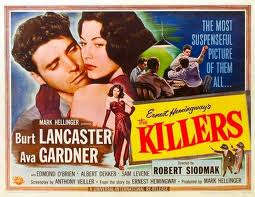 THE MOST
SUSPENSEFUL
PICTURE OF
THEM ALL...
MARK HELLINGER presents
BURT LANCASTER
AVA GARDNER
Ernest Hemingway's
the KILLERS
with EDMOND O'BRIEN · ALBERT DEKKER · SAM LEVENE
Directed by
ROBERT SIODMAK
Screenplay by ANTHONY VEILLER · From the story by ERNEST HEMINGWAY · Produced by MARK HELLINGER
A UNIVERSAL-INTERNATIONAL RE-RELEASE